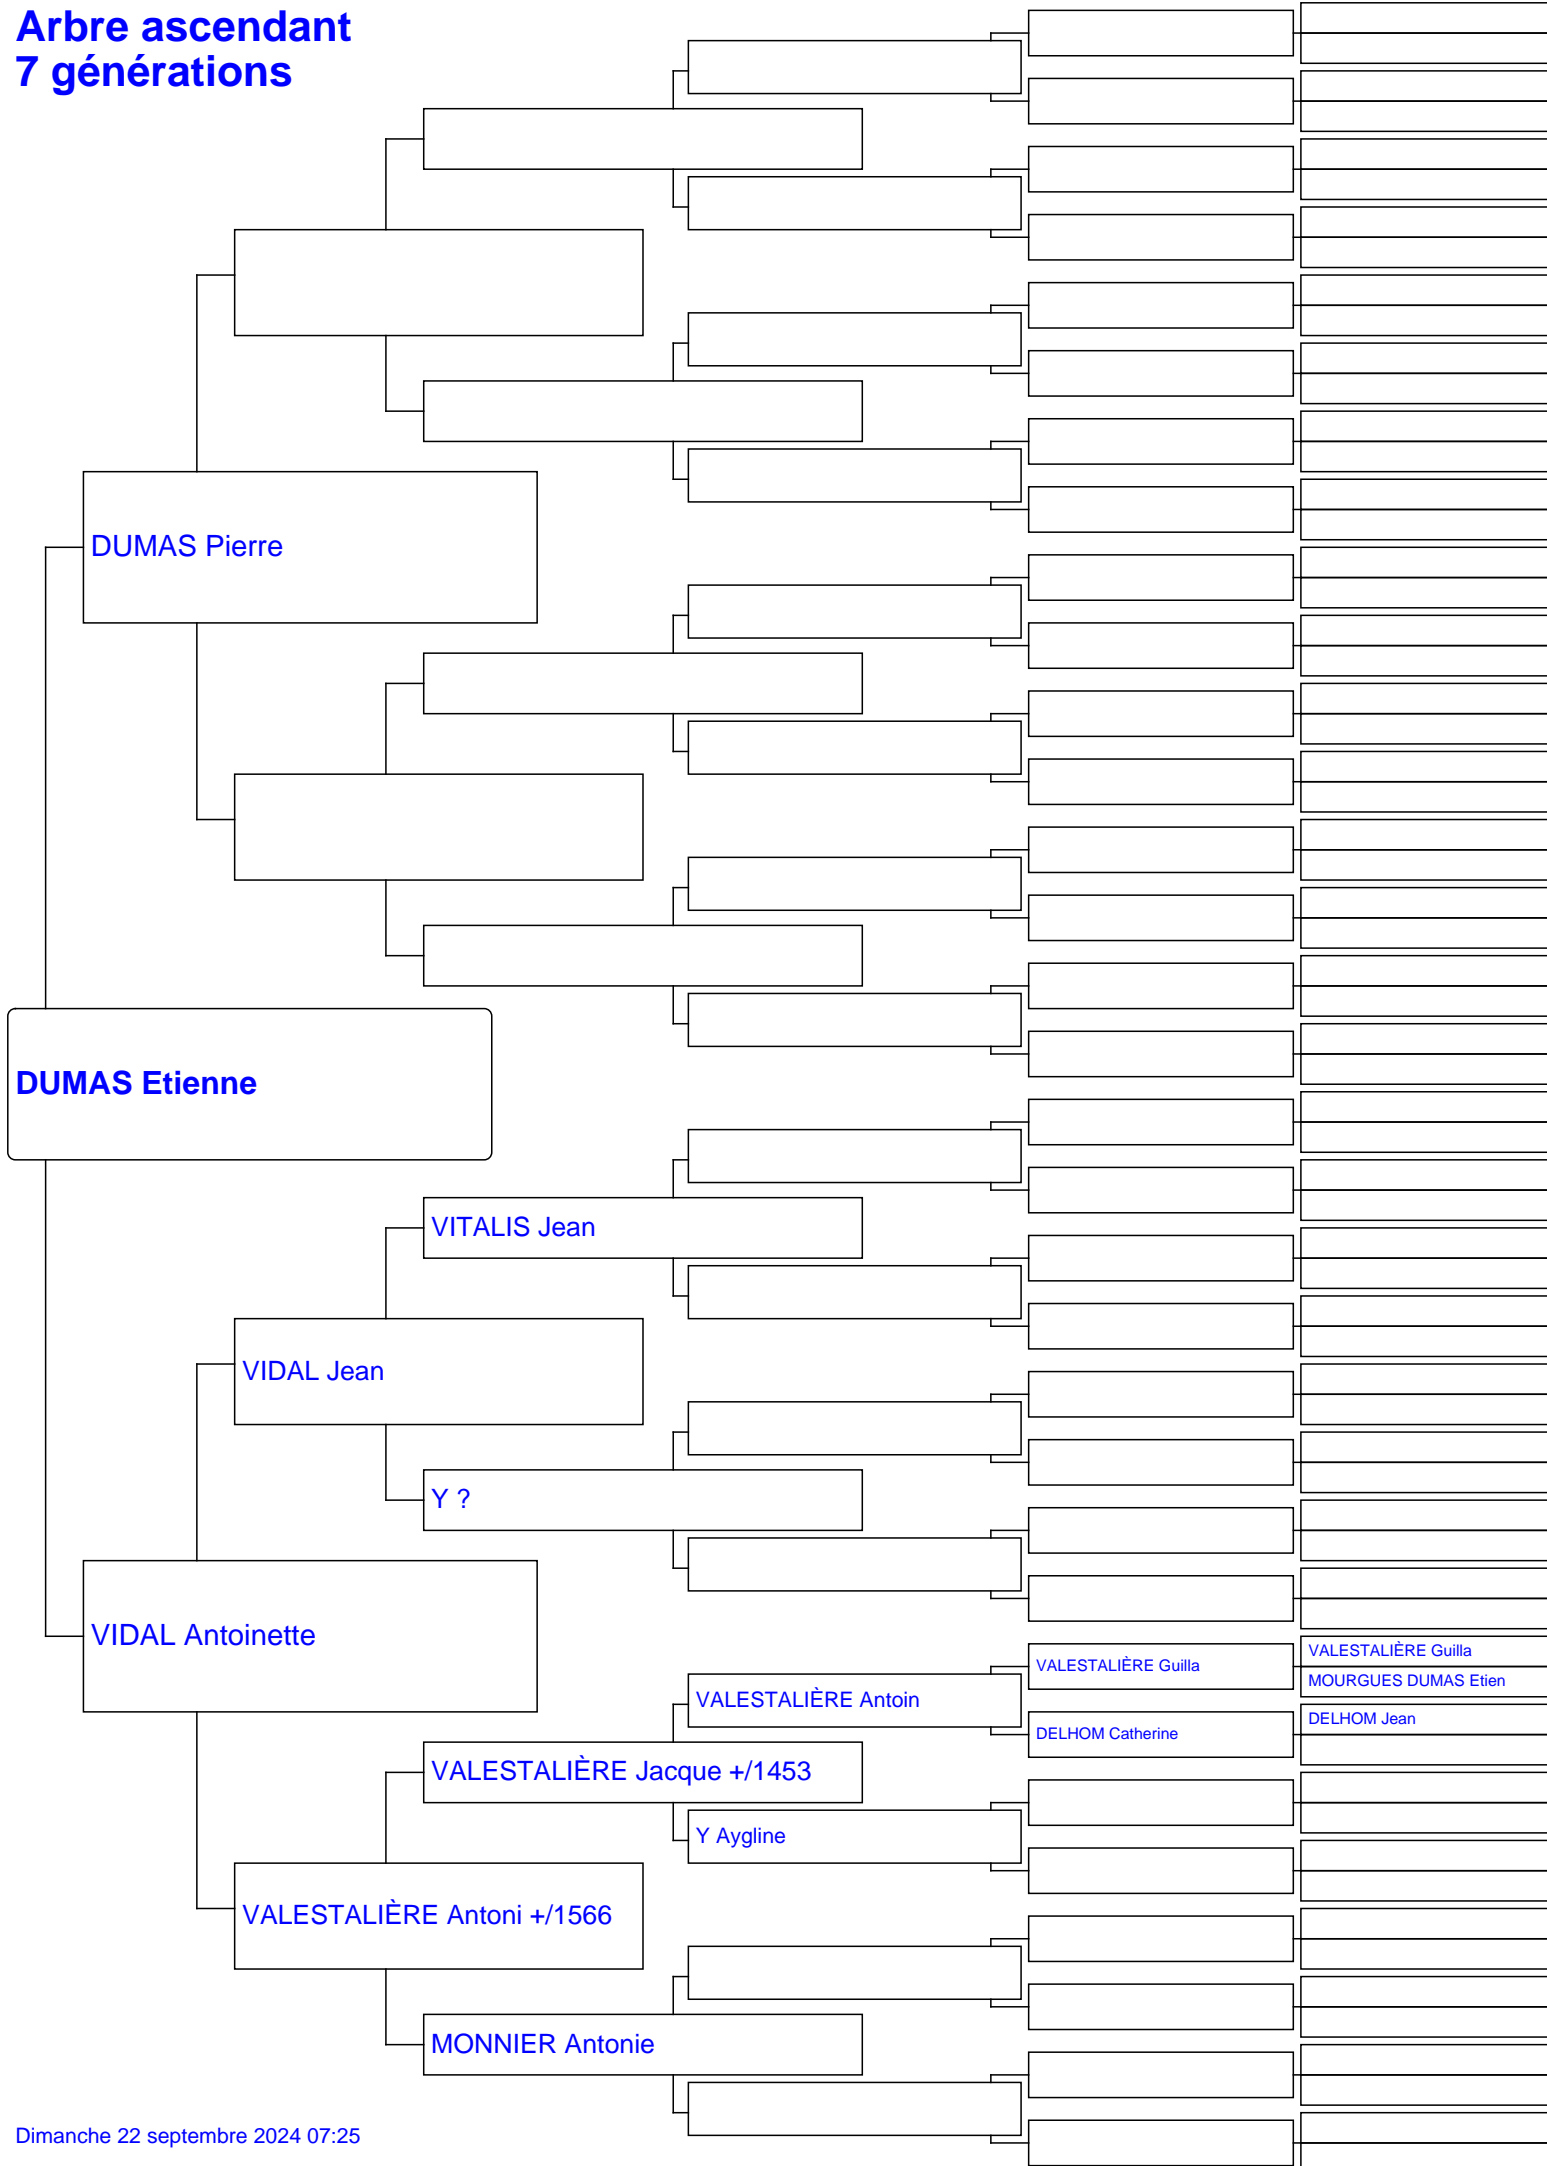 Arbre ascendant
7 générations
DUMAS Pierre
DUMAS Etienne
VITALIS Jean
VIDAL Jean
Y ?
VIDAL Antoinette
VALESTALIÈRE Guilla
VALESTALIÈRE Guilla
MOURGUES DUMAS Etien
VALESTALIÈRE Antoin
DELHOM Jean
DELHOM Catherine
VALESTALIÈRE Jacque +/1453
Y Aygline
VALESTALIÈRE Antoni +/1566
MONNIER Antonie
Dimanche 22 septembre 2024 07:25